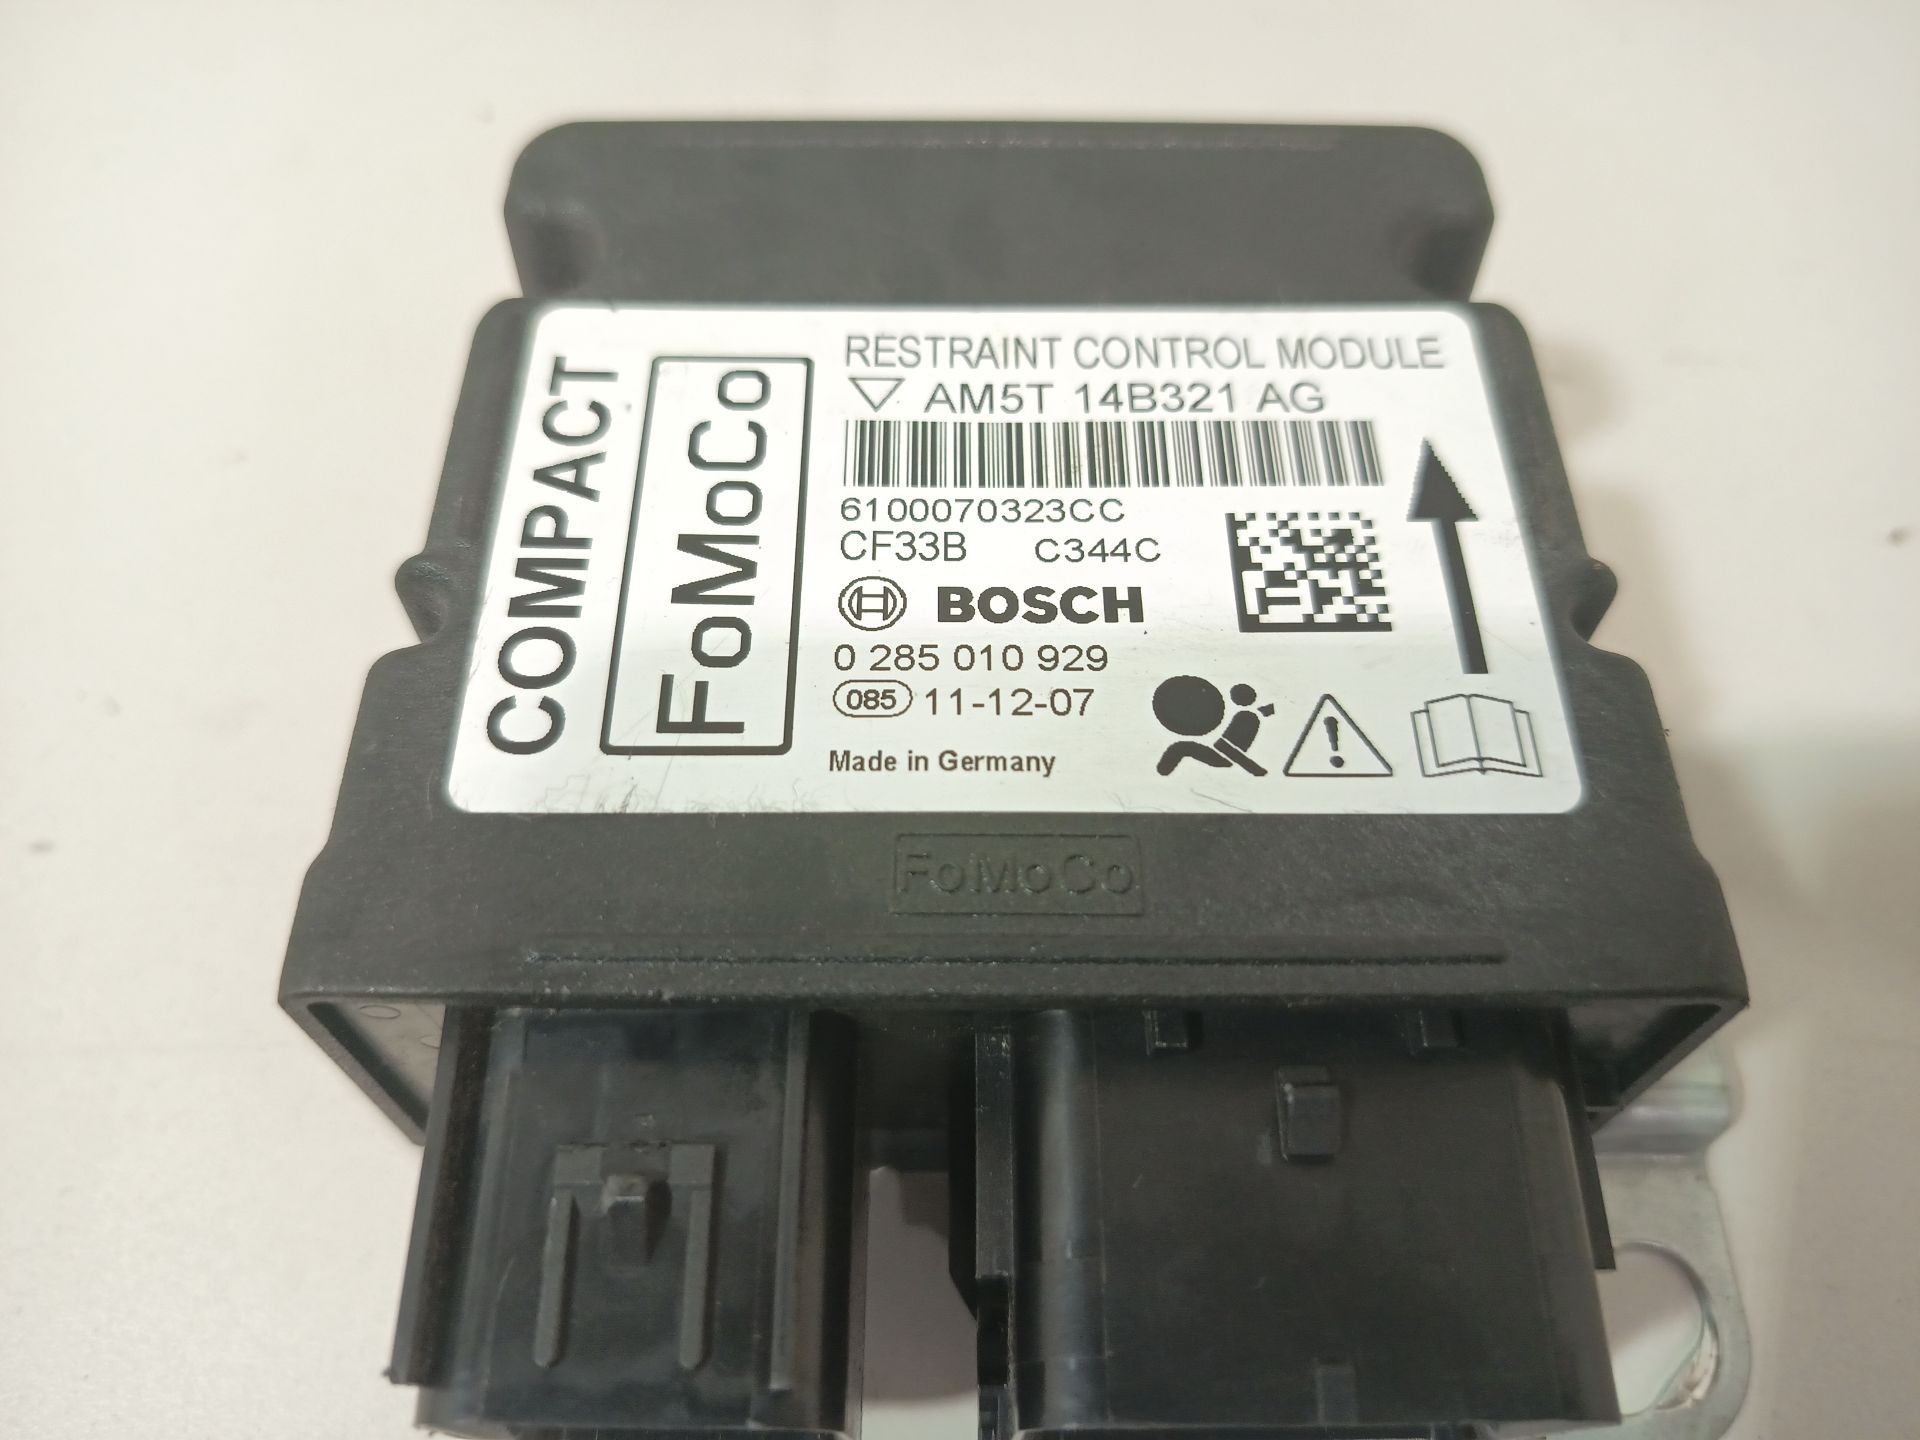 COMPACT
FoMoCo
RESTRAINT CONTROL MODULE
AM5T 14B321 AG
6100070323CC
CF33B C344C
BOSCH
0 285 010 929
085 11-12-07
Made in Germany
FoMoCo